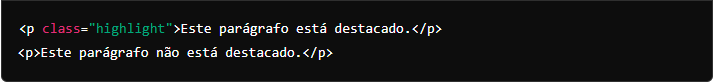 <p class="highlight">Este parágrafo está destacado.</p>
<p>Este parágrafo não está destacado.</p>